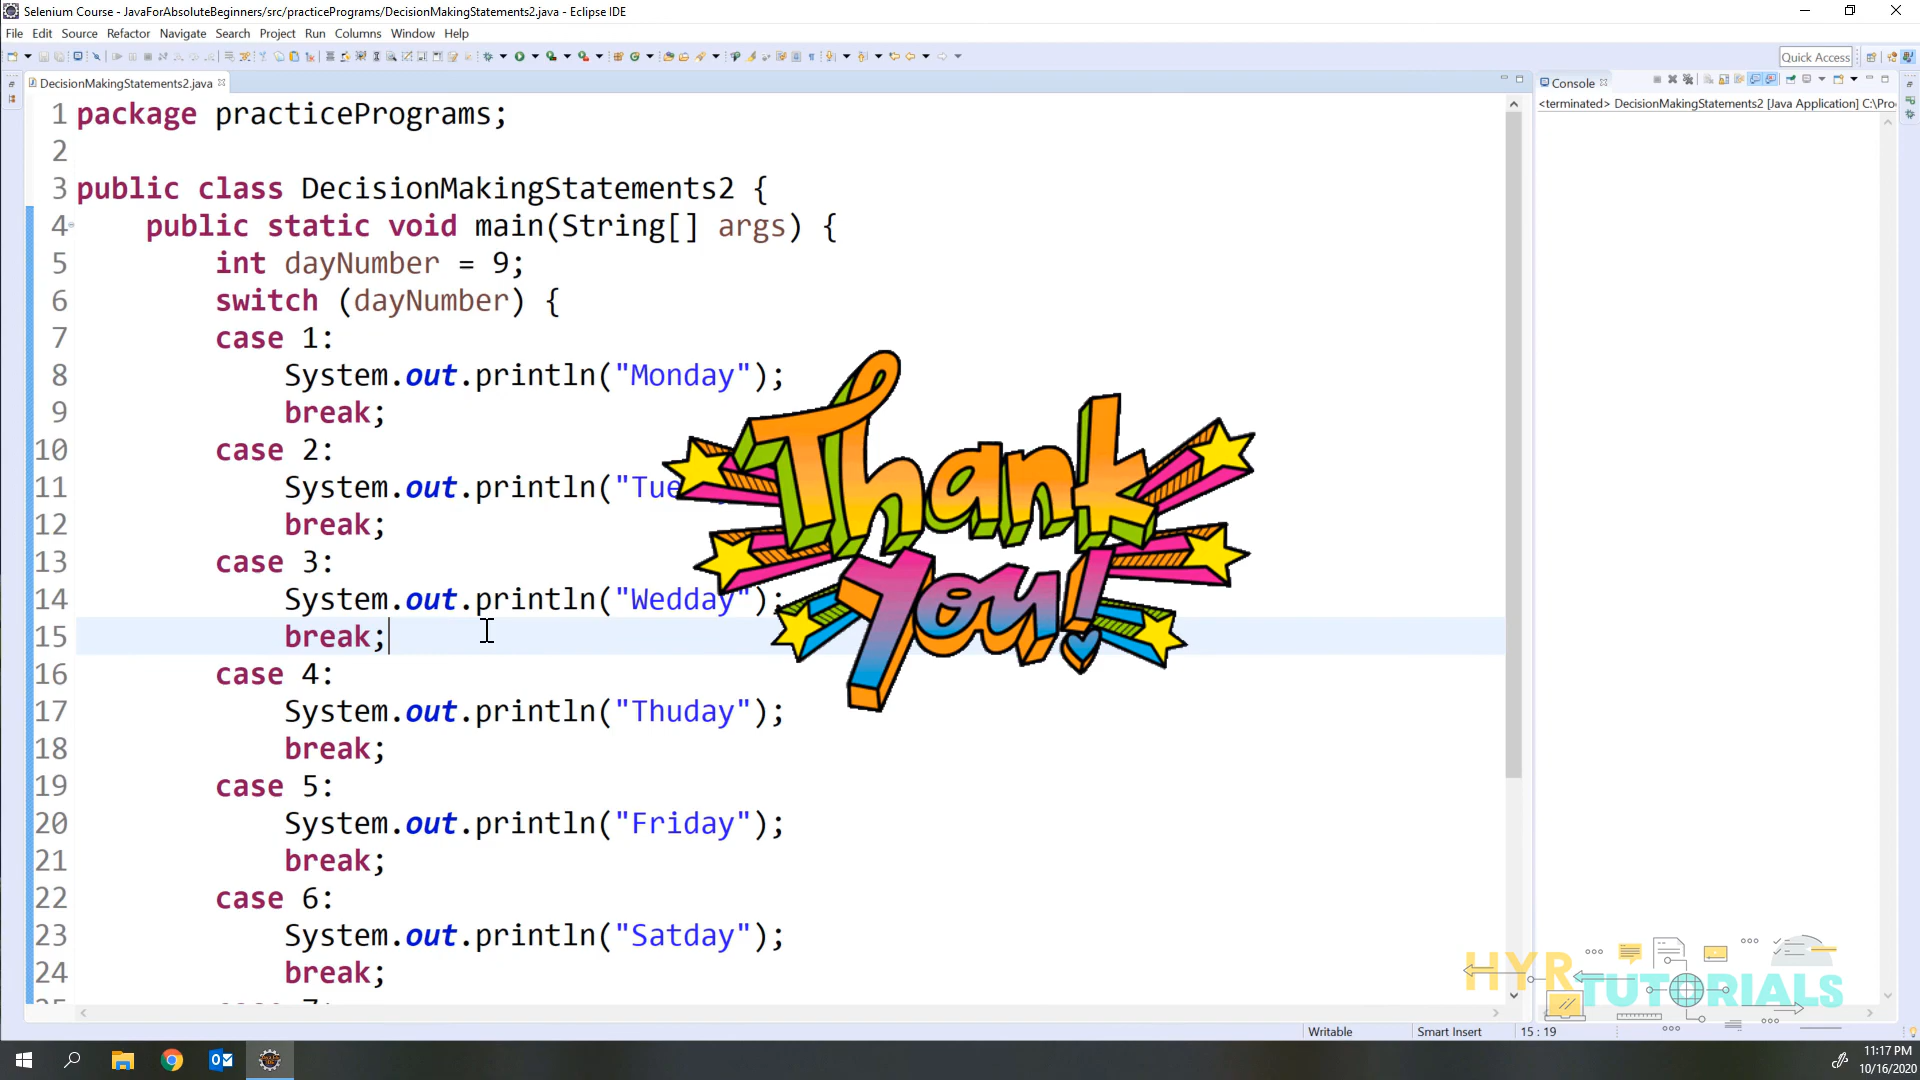 Selenium Course - JavaForAbsoluteBeginners/src/practicePrograms/DecisionMakingStatements2.java - Eclipse IDE
File Edit Source Refactor Navigate Search Project Run Columns Window Help
Quick Access
DecisionMakingStatements2.java
Console
<terminated> DecisionMakingStatements2 [Java Application] C:\Pro
1 package practicePrograms;
2
3 public class DecisionMakingStatements2 {
4 public static void main(String[] args) {
5 int dayNumber = 9;
6 switch (dayNumber) {
7 case 1:
8 System.out.println("Monday");
9 break;
10 case 2:
11 System.out.println("Tue
12 break;
13 case 3:
14 System.out.println("Wedday");
15 break;
16 case 4:
17 System.out.println("Thuday");
18 break;
19 case 5:
20 System.out.println("Friday");
21 break;
22 case 6:
23 System.out.println("Satday");
24 break;
Thank
you!
HYR
TUTORIALS
Writable Smart Insert 15 : 19
11:17 PM
10/16/2020